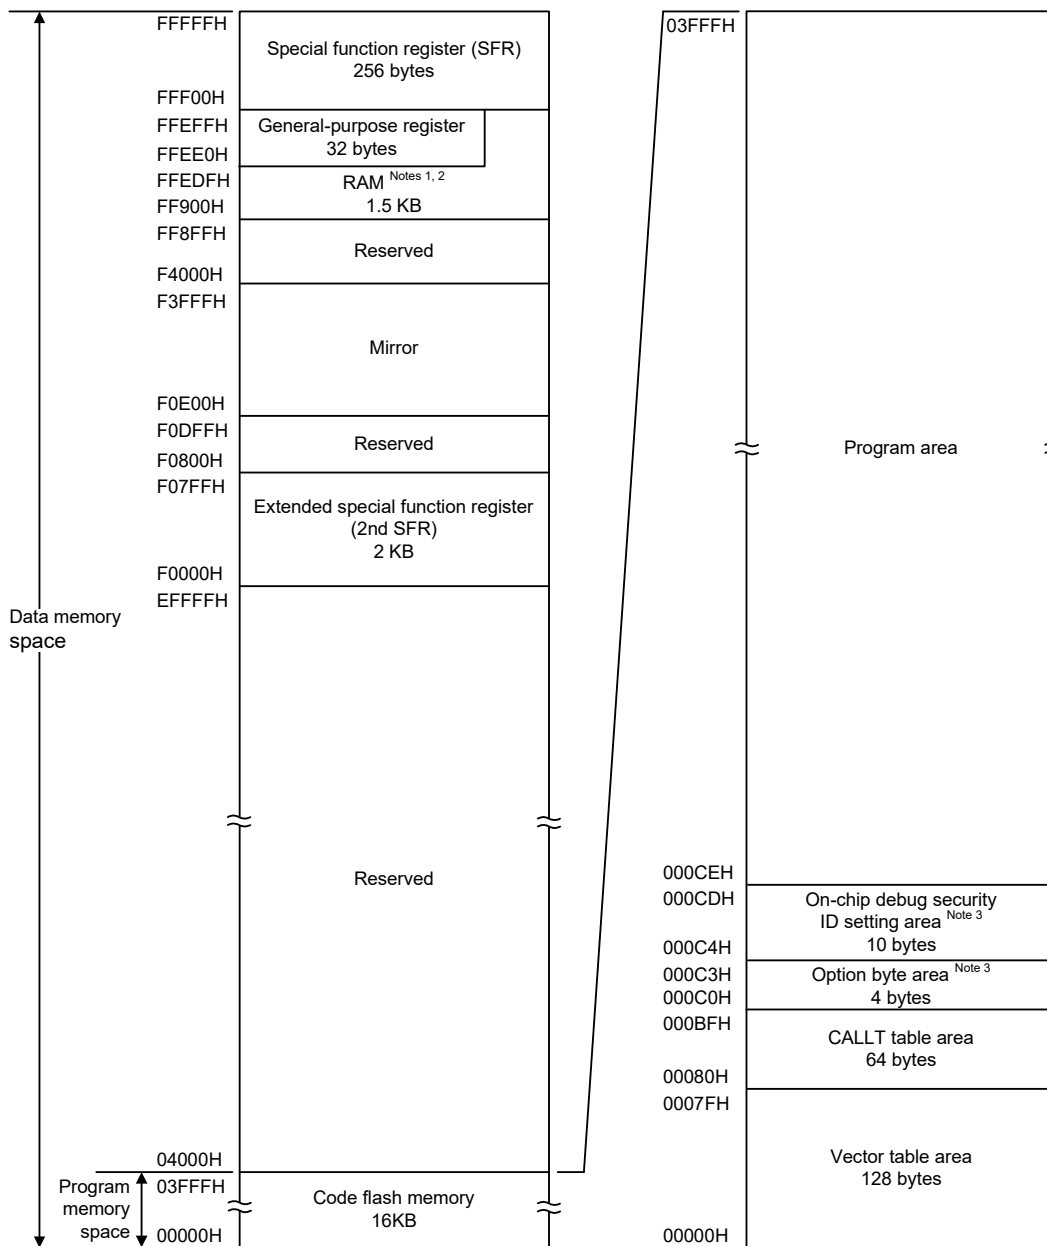 FFFFFH
Special function register (SFR)
256 bytes
FFF00H
FFEFFH
General-purpose register
32 bytes
FFEE0H
FFEDFH
RAM Notes 1, 2
1.5 KB
FF900H
FF8FFH
Reserved
F4000H
F3FFFH
Mirror
F0E00H
F0DFFH
Reserved
F0800H
F07FFH
Extended special function register
(2nd SFR)
2 KB
F0000H
EFFFFH
Data memory
space
Reserved
04000H
Program
memory
space
03FFFH
Code flash memory
16KB
00000H
03FFFH
Program area
000CEH
000CDH
On-chip debug security
ID setting area Note 3
10 bytes
000C4H
000C3H
Option byte area Note 3
4 bytes
000C0H
000BFH
CALLT table area
64 bytes
00080H
0007FH
Vector table area
128 bytes
00000H